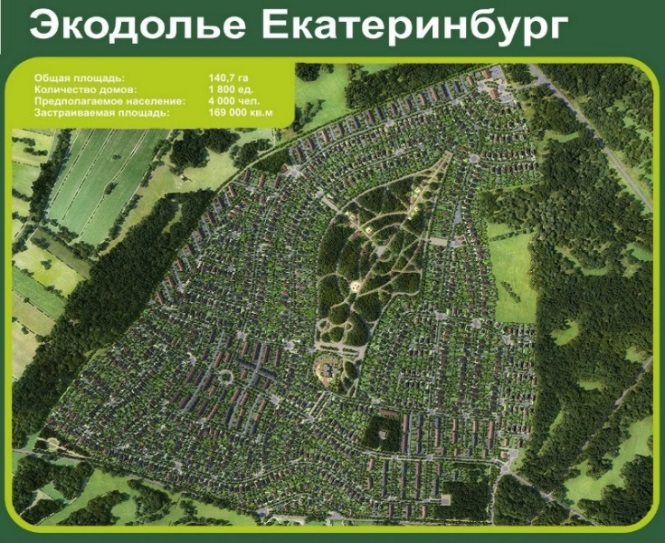 Экодолье Екатеринбург
Общая площадь: 140,7 га
Количество домов: 1 800 ед.
Предполагаемое население: 4 000 чел.
Застраиваемая площадь: 169 000 кв.м